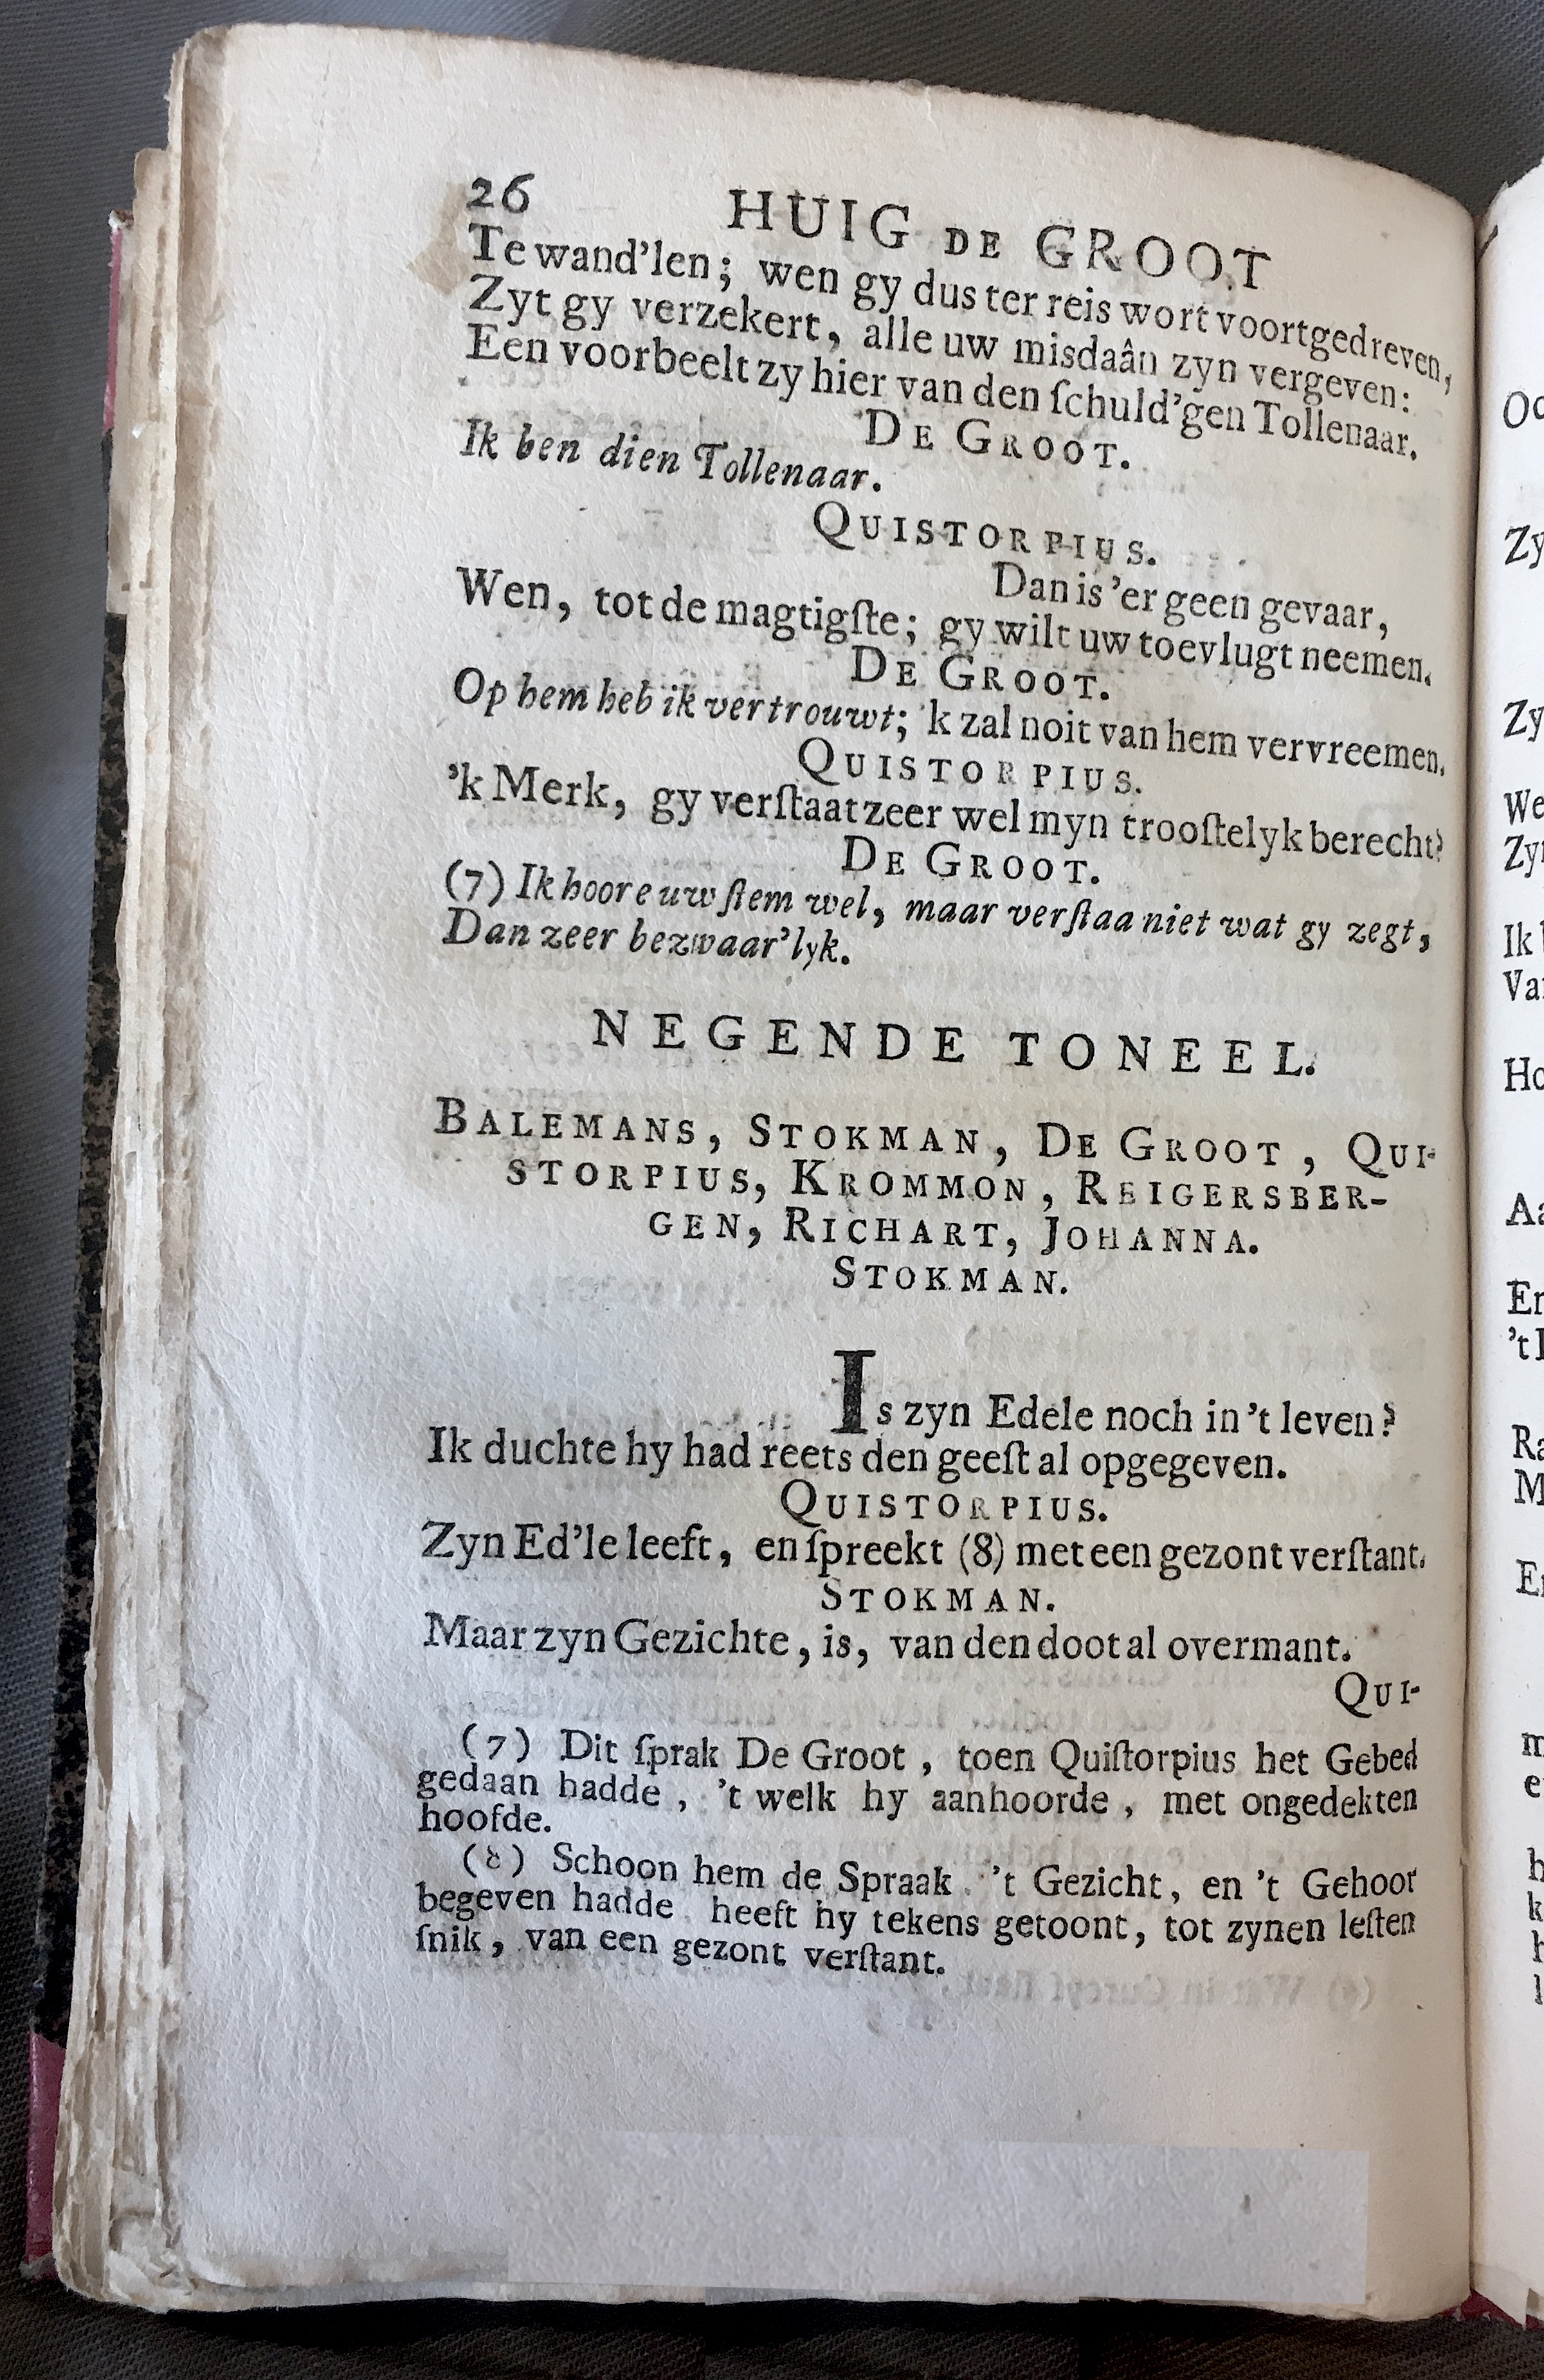 26 HUIG DE GROOT
Te wand'len; wen gy dus ter reis wort voortgedreven,
Zyt gy verzekert, alle uw misdaân zyn vergeven:
Een voorbeelt zy hier van den ſchuld'gen Tollenaar.
DE GROOT.
Ik ben dien Tollenaar.
QUISTORPIUS.
Dan is 'er geen gevaar,
Wen, tot de magtigſte; gy wilt uw toevlugt neemen.
DE GROOT.
Op hem heb ik vertrouwt; 'k zal noit van hem vervreemen.
QUISTORPIUS.
'k Merk, gy verſtaat zeer wel myn trooſtelyk berecht?
DE GROOT.
(7) Ik hoore uw ſtem wel, maar verſtaa niet wat gy zegt,
Dan zeer bezwaar'lyk.
NEGENDE TONEEL.
BALEMANS, STOKMAN, DE GROOT, QUI-
STORPIUS, KROMMON, REIGERSBER-
GEN, RICHART, JOHANNA.
STOKMAN.
Is zyn Edele noch in 't leven?
Ik duchte hy had reets den geeſt al opgegeven.
QUISTORPIUS.
Zyn Ed'le leeft, en ſpreekt (8) met een gezont verſtant.
STOKMAN.
Maar zyn Gezichte, is, van den doot al overmant.
QUI-
(7) Dit ſprak De Groot, toen Quiſtorpius het Gebed
gedaan hadde, 't welk hy aanhoorde, met ongedekten
hoofde.
(8) Schoon hem de Spraak 't Gezicht, en 't Gehoor
begeven hadde heeft hy tekens getoont, tot zynen leſten
ſnik, van een gezont verſtant.